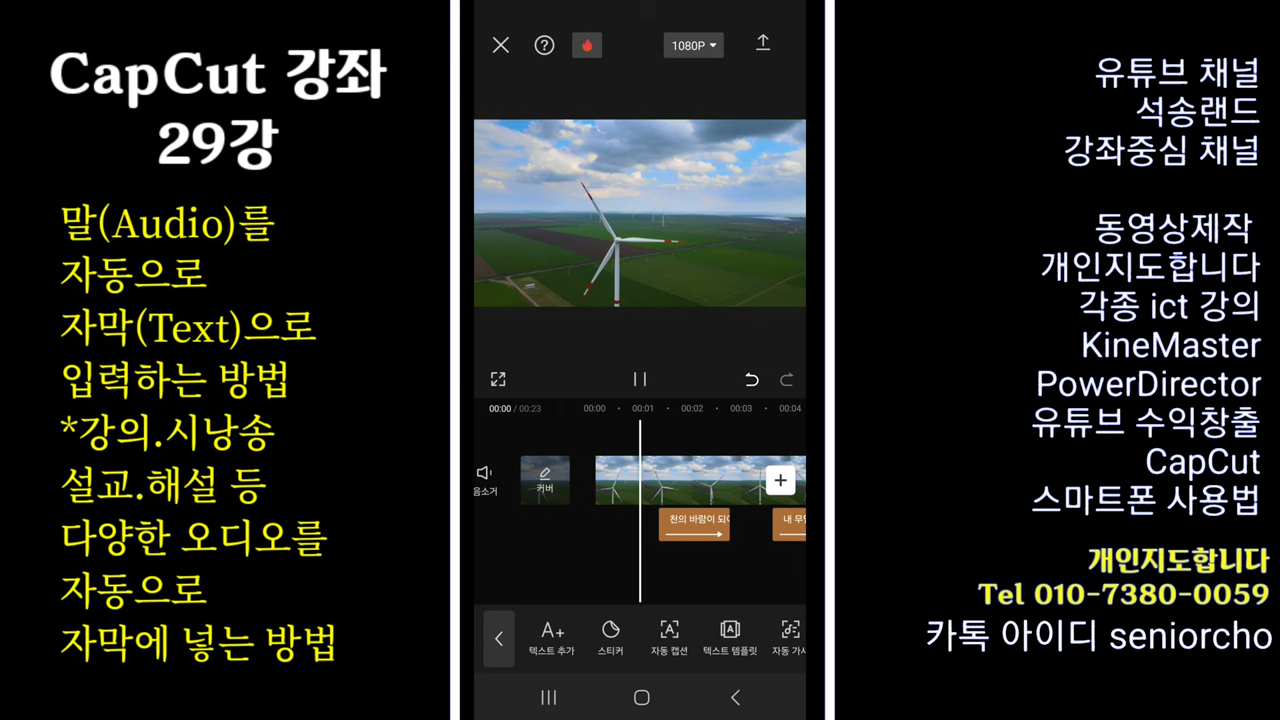 CapCut 강좌
29강
말(Audio)를
자동으로
자막(Text)으로
입력하는 방법
*강의.시낭송
설교.해설 등
다양한 오디오를
자동으로
자막에 넣는 방법
1080P
00:00 / 00:23
00:00 00:01 00:02 00:03 00:04
음소거
커버
천의 바람이 되어
내 무덤
텍스트 추가
스티커
자동 캡션
텍스트 템플릿
자동 가사
유튜브 채널
석송랜드
강좌중심 채널
동영상제작
개인지도합니다
각종 ict 강의
KineMaster
PowerDirector
유튜브 수익창출
CapCut
스마트폰 사용법
개인지도합니다
Tel 010-7380-0059
카톡 아이디 seniorcho